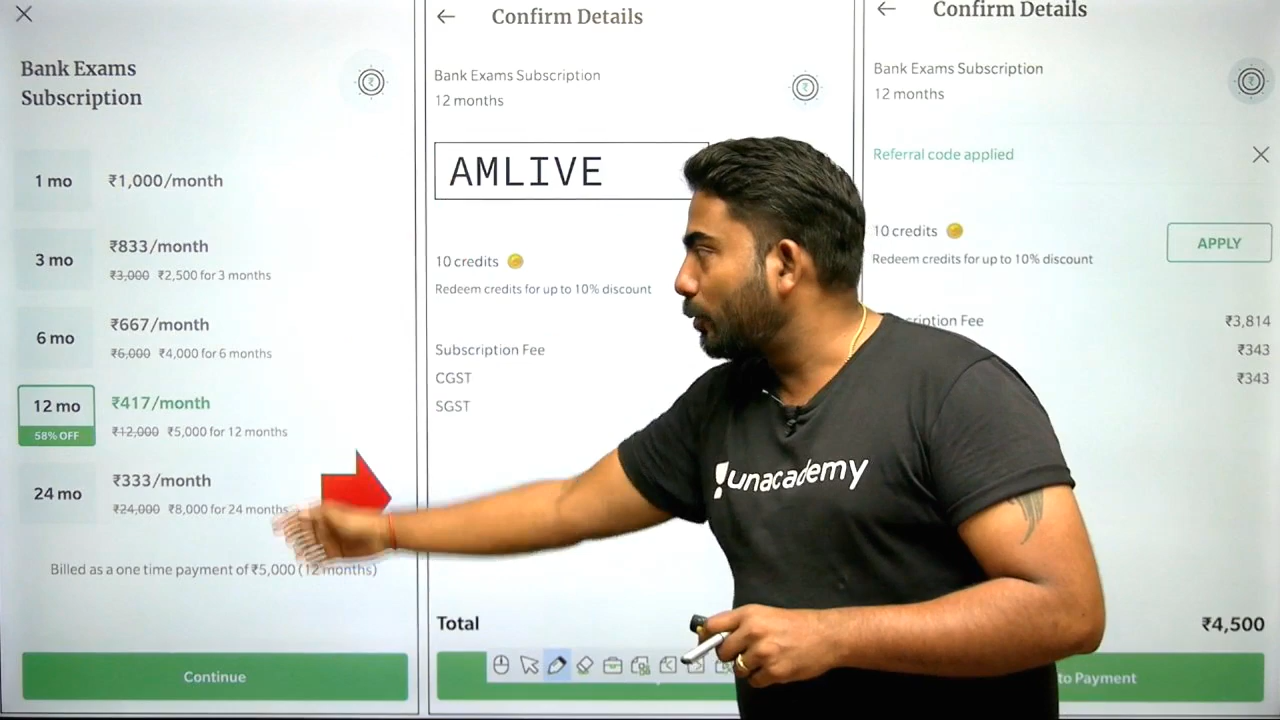 Bank Exams
Subscription
1 mo
₹1,000/month
3 mo
₹833/month
₹3,000 ₹2,500 for 3 months
6 mo
₹667/month
₹6,000 ₹4,000 for 6 months
12 mo
58% OFF
₹417/month
₹12,000 ₹5,000 for 12 months
24 mo
₹333/month
₹24,000 ₹8,000 for 24 months
Billed as a one time payment of ₹5,000 (12 months)
Continue
Confirm Details
Bank Exams Subscription
12 months
AMLIVE
10 credits
Redeem credits for up to 10% discount
Subscription Fee
CGST
SGST
Total
unacademy
Confirm Details
Bank Exams Subscription
12 months
Referral code applied
10 credits
APPLY
Redeem credits for up to 10% discount
Fee
₹3,814
₹343
₹343
₹4,500
to Payment